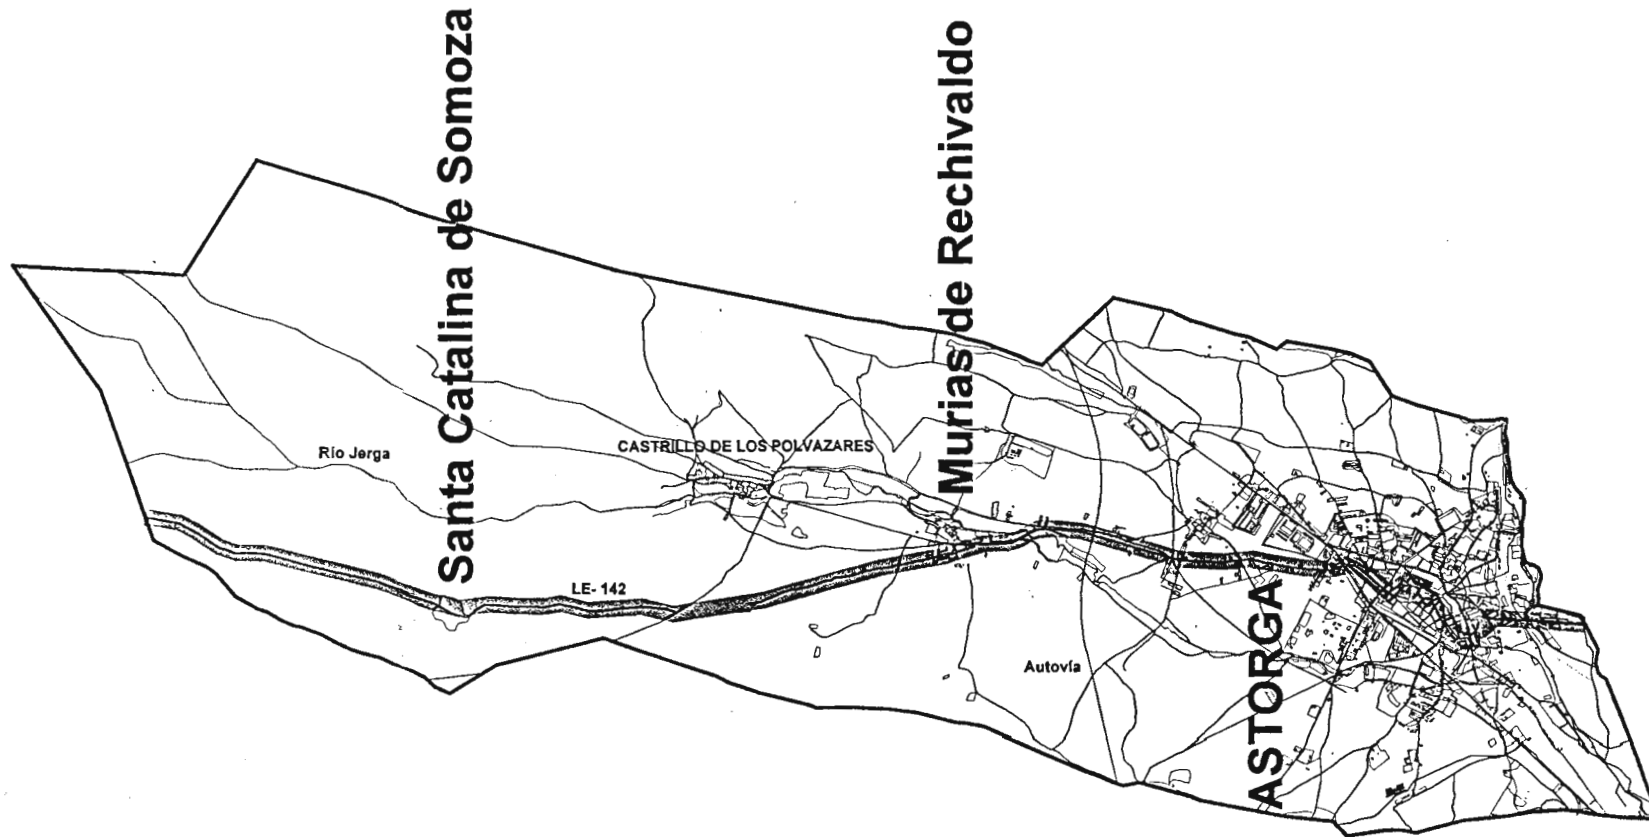 Santa Catalina de Somoza
Murias de Rechivaldo
CASTRILLO DE LOS POLVAZARES
Río Jerga
LE- 142
Autovía
ASTORGA